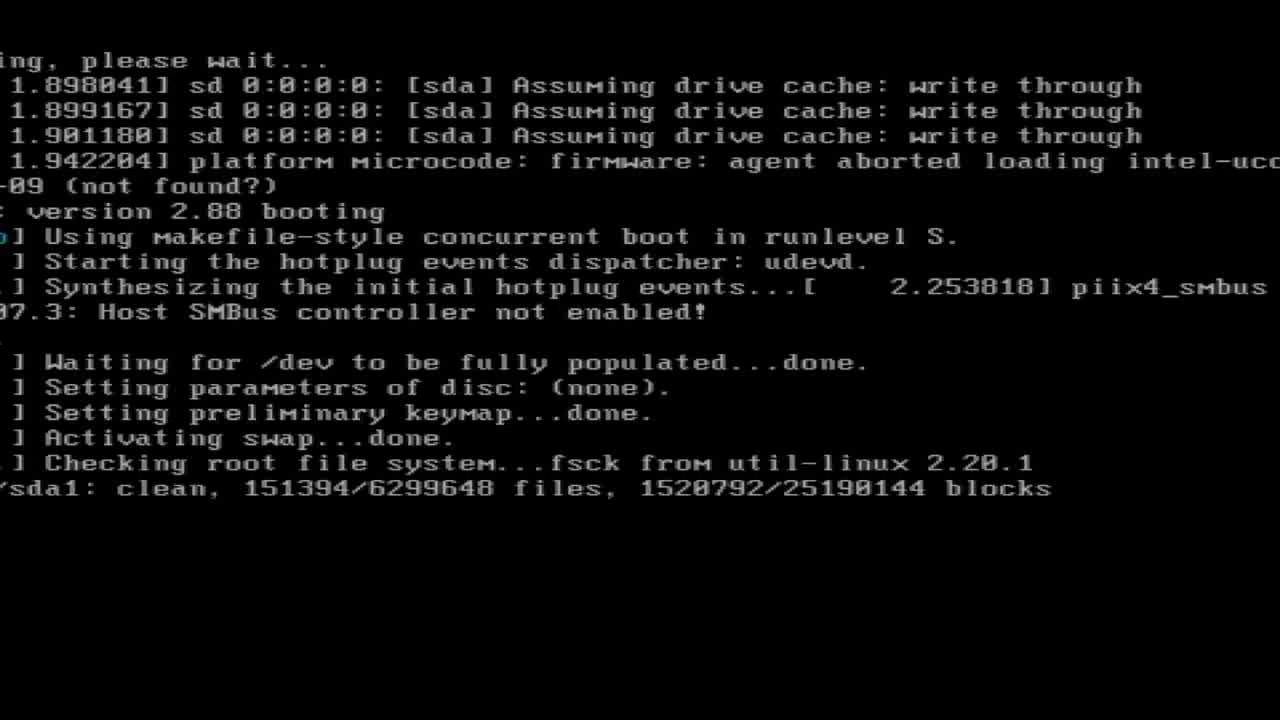 ing, please wait...
1.898041] sd 0:0:0:0: [sda] Assuming drive cache: write through
1.899167] sd 0:0:0:0: [sda] Assuming drive cache: write through
1.901180] sd 0:0:0:0: [sda] Assuming drive cache: write through
1.942204] platform microcode: firmware: agent aborted loading intel-uco
-09 (not found?)
: version 2.88 booting
o] Using makefile-style concurrent boot in runlevel S.
] Starting the hotplug events dispatcher: udevd.
.] Synthesizing the initial hotplug events...[    2.253818] piix4_smbus
07.3: Host SMBus controller not enabled!
] Waiting for /dev to be fully populated...done.
] Setting parameters of disc: (none).
] Setting preliminary keymap...done.
] Activating swap...done.
.] Checking root file system...fsck from util-linux 2.20.1
/sda1: clean, 151394/6299648 files, 1520792/25190144 blocks